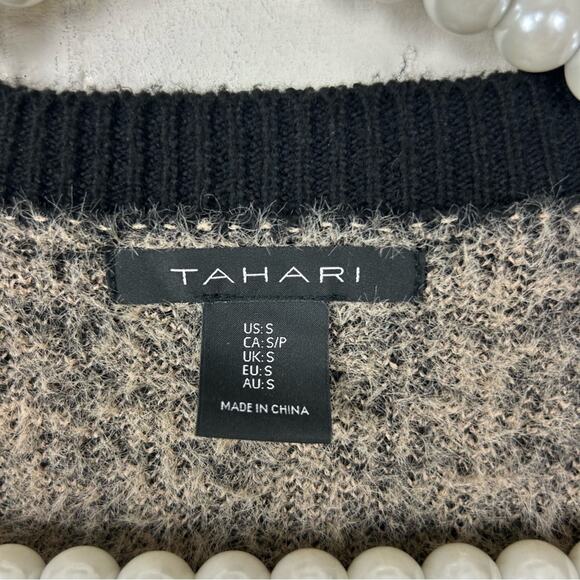 TAHARI
US: S
CA: S/P
UK: S
EU: S
AU: S
MADE IN CHINA